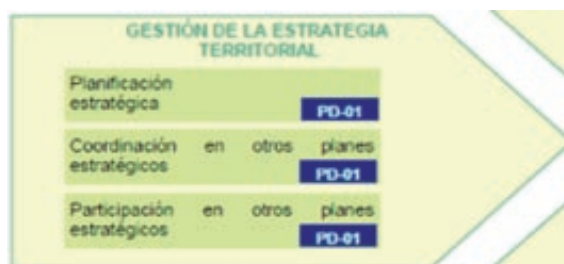 GESTIÓN DE LA ESTRATEGIA
TERRITORIAL
Planificación
estratégica
PD-01
Coordinación en otros planes
estratégicos
PD-01
Participación en otros planes
estratégicos
PD-01